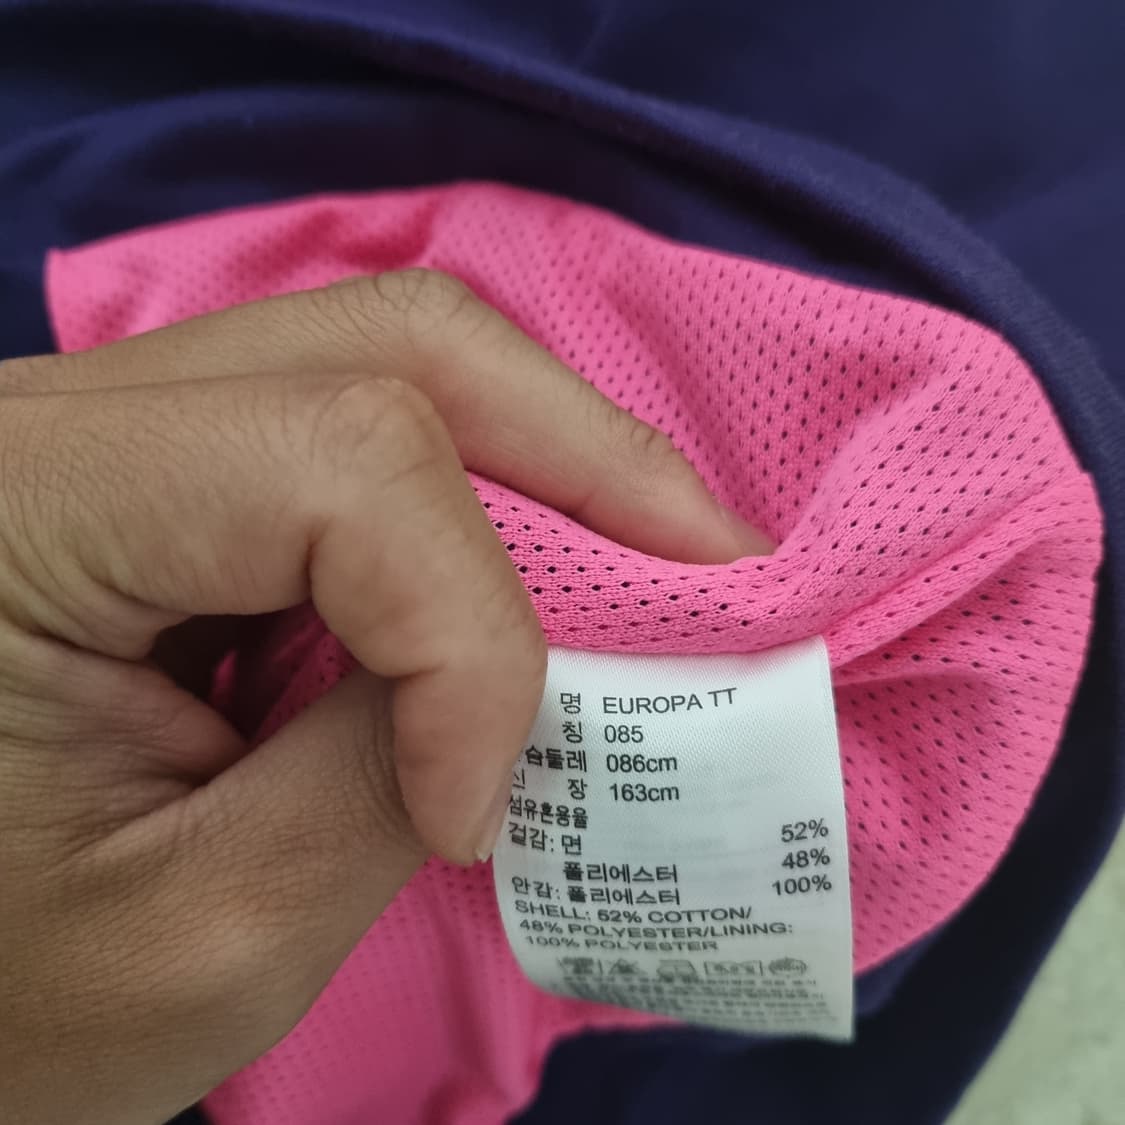 명 EUROPA TT
칭 085
슴둘레 086cm
신 장 163cm
섬유혼용율
겉감: 면 52%
폴리에스터 48%
안감: 폴리에스터 100%
SHELL: 52% COTTON/
48% POLYESTER/LINING:
100% POLYESTER